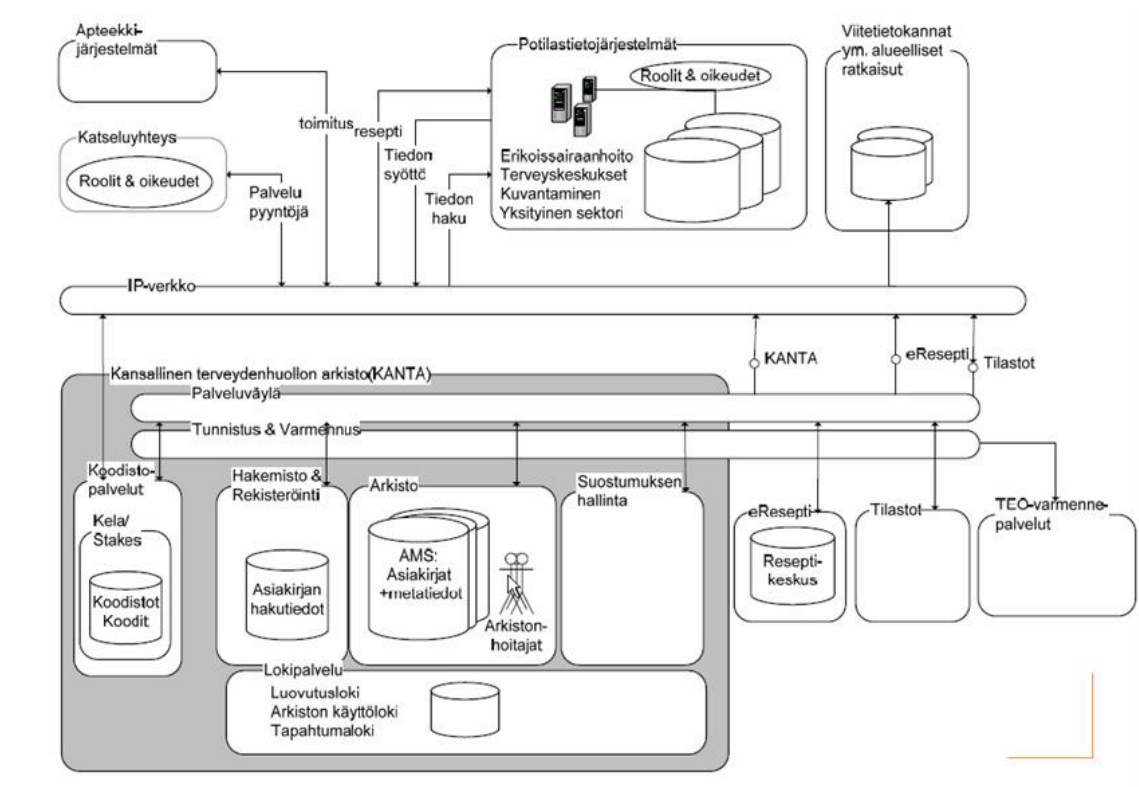 Apteekki-
järjestelmät
Potilastietojärjestelmät
Roolit & oikeudet
Erikoissairaanhoito
Terveyskeskukset
Kuvantaminen
Yksityinen sektori
Viitetietokannat
ym. alueelliset
ratkaisut
Katseluyhteys
Roolit & oikeudet
Palvelu
pyyntöjä
toimitus
resepti
Tiedon
syöttö
Tiedon
haku
IP-verkko
KANTA
eResepti
Tilastot
Kansallinen terveydenhuollon arkisto(KANTA)
Palveluväylä
Tunnistus & Varmennus
Koodisto-
palvelut
Kela/
Stakes
Koodistot
Koodit
Hakemisto &
Rekisteröinti
Asiakirjan
hakutiedot
Arkisto
AMS:
Asiakirjat
+metatiedot
Arkiston-
hoitajat
Suostumuksen
hallinta
eResepti
Resepti-
keskus
Tilastot
TEO-varmenne-
palvelut
Lokipalvelu
Luovutusloki
Arkiston käyttöloki
Tapahtumaloki